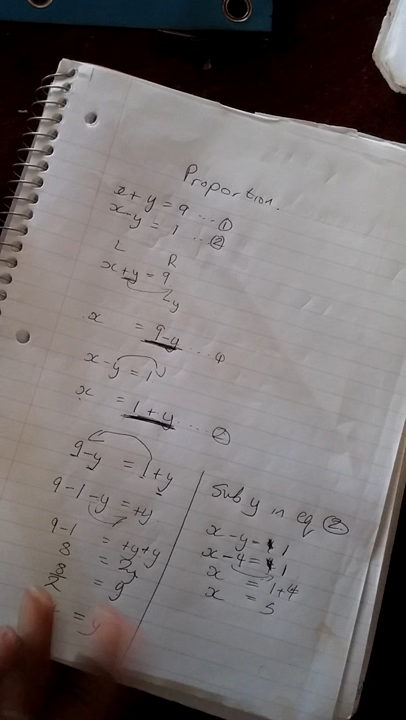 Proportion.
x + y = 9 ... ①
x - y = 1 ... ②
L R
x + y = 9
-y
x = 9-y ... 4
x - y = 1
x = 1 + y ... ②
9-y = 1+y
9-1-y = +y
9-1 = +y+y
8 = 2y
8/2 = y
= y
Sub y in eq ②
x - y = 1
x - 4 = 1
x = 1+4
x = 5